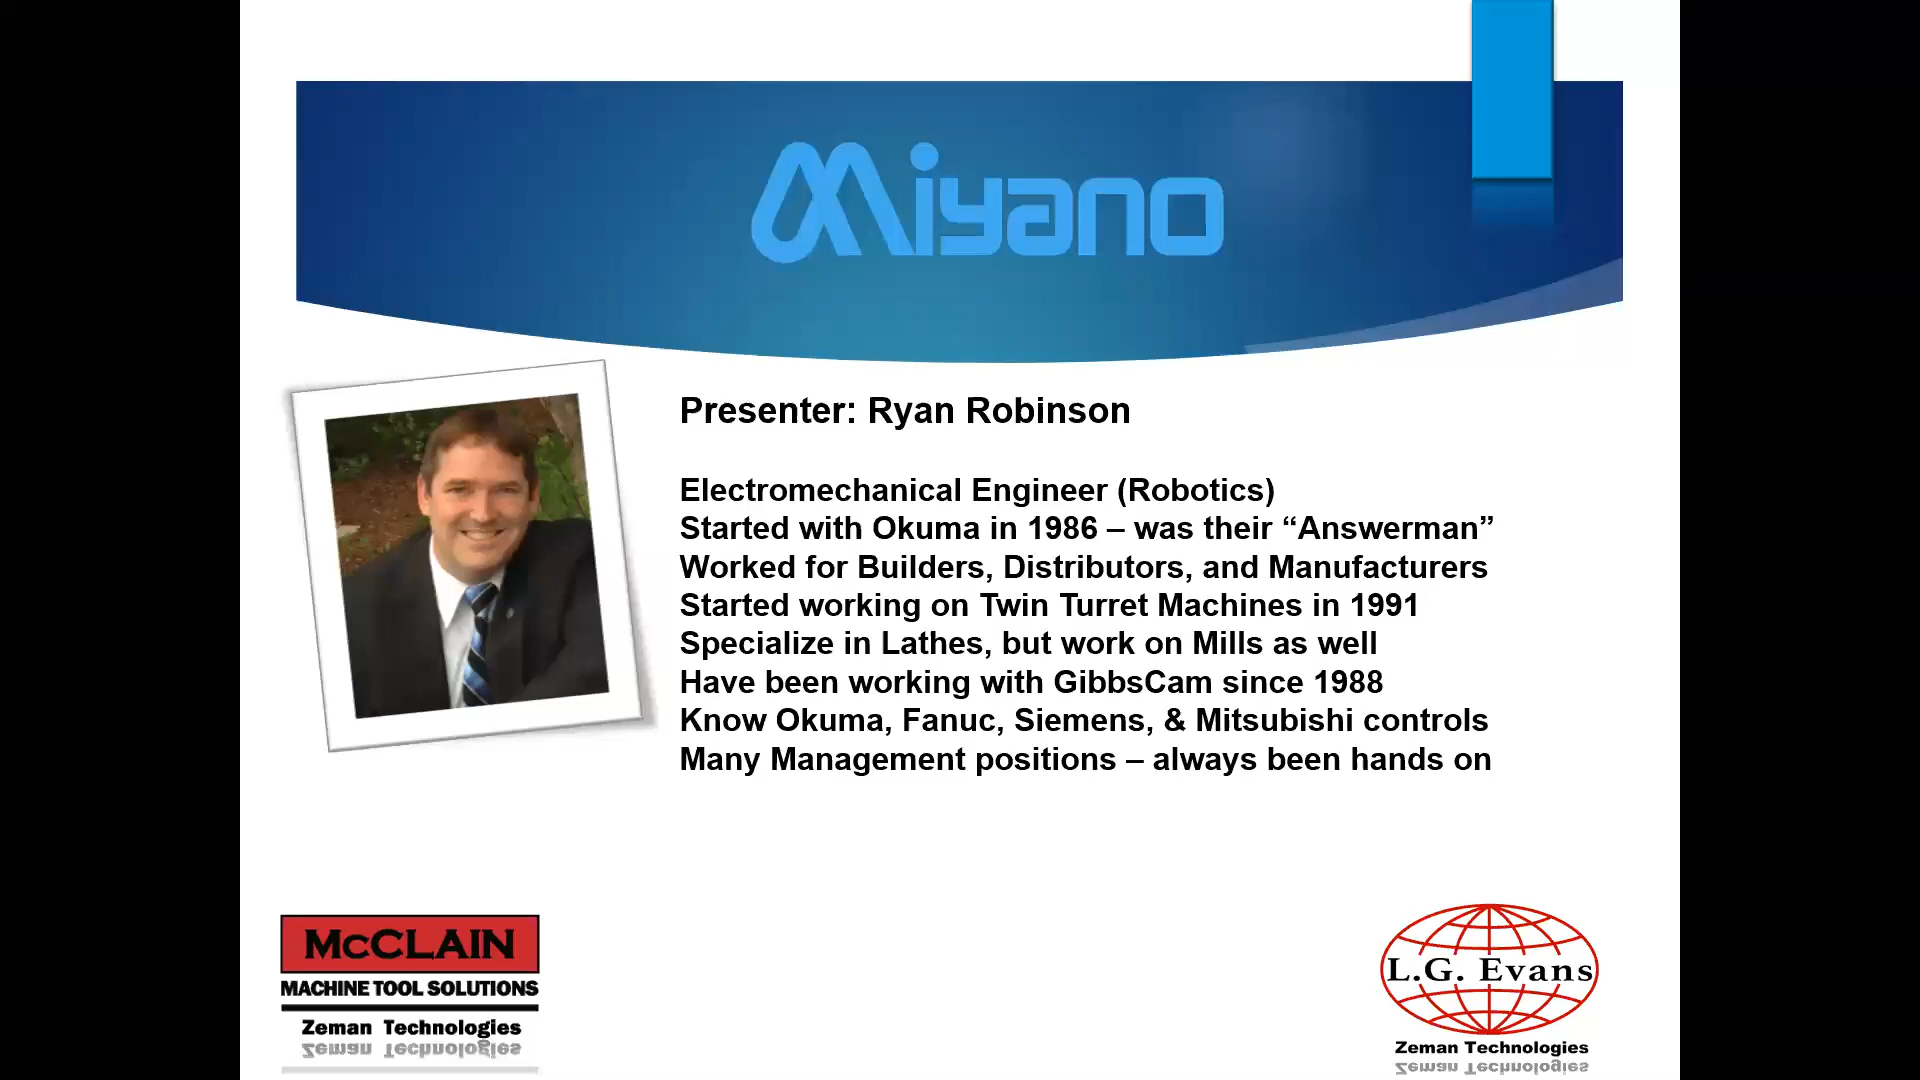 Miyano
Presenter: Ryan Robinson
Electromechanical Engineer (Robotics)
Started with Okuma in 1986 – was their “Answerman”
Worked for Builders, Distributors, and Manufacturers
Started working on Twin Turret Machines in 1991
Specialize in Lathes, but work on Mills as well
Have been working with GibbsCam since 1988
Know Okuma, Fanuc, Siemens, & Mitsubishi controls
Many Management positions – always been hands on
McCLAIN
MACHINE TOOL SOLUTIONS
Zeman Technologies
L.G. Evans
Zeman Technologies